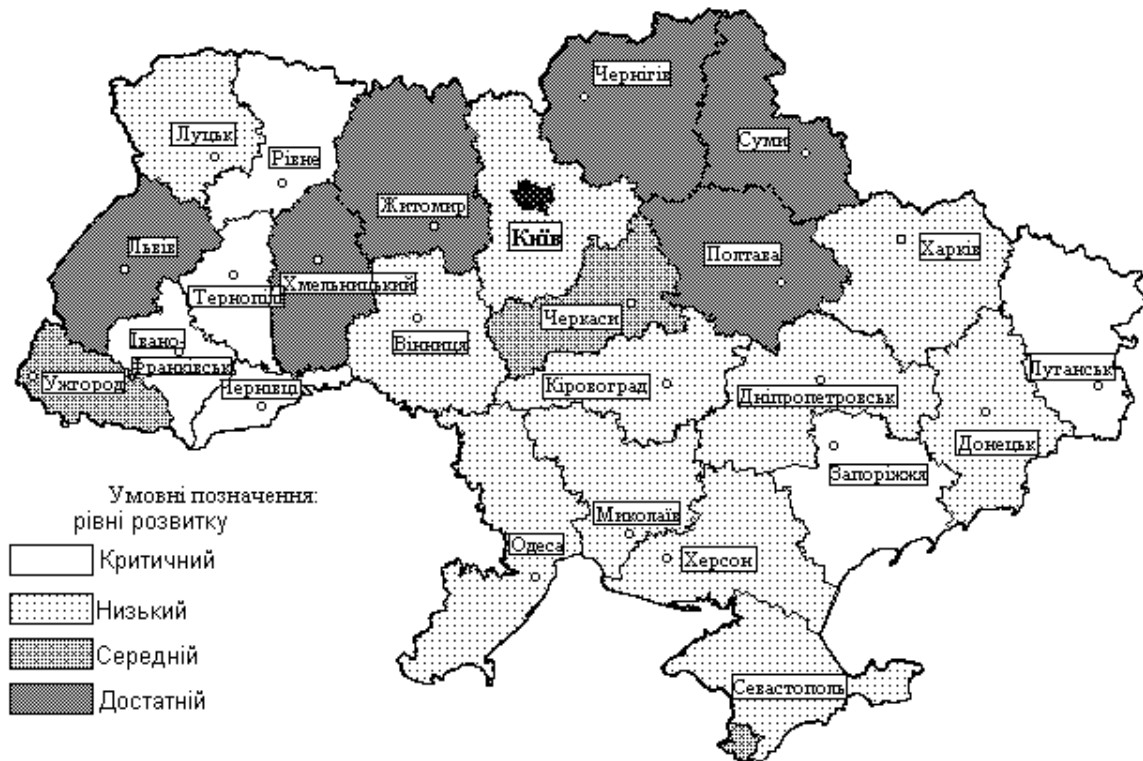 Чернігів
Луцьк
Суми
Рівне
Житомир
Київ
Львів
Харків
Полтава
Хмельницький
Тернопіль
Черкаси
Івано-
Вінниця
Франківськ
Луганськ
Ужгород
Кіровоград
Чернівці
Дніпропетровськ
Донецьк
Запоріжжя
Умовні позначення:
рівні розвитку
Миколаїв
Одеса
Херсон
Критичний
Низький
Середній
Севастополь
Достатній